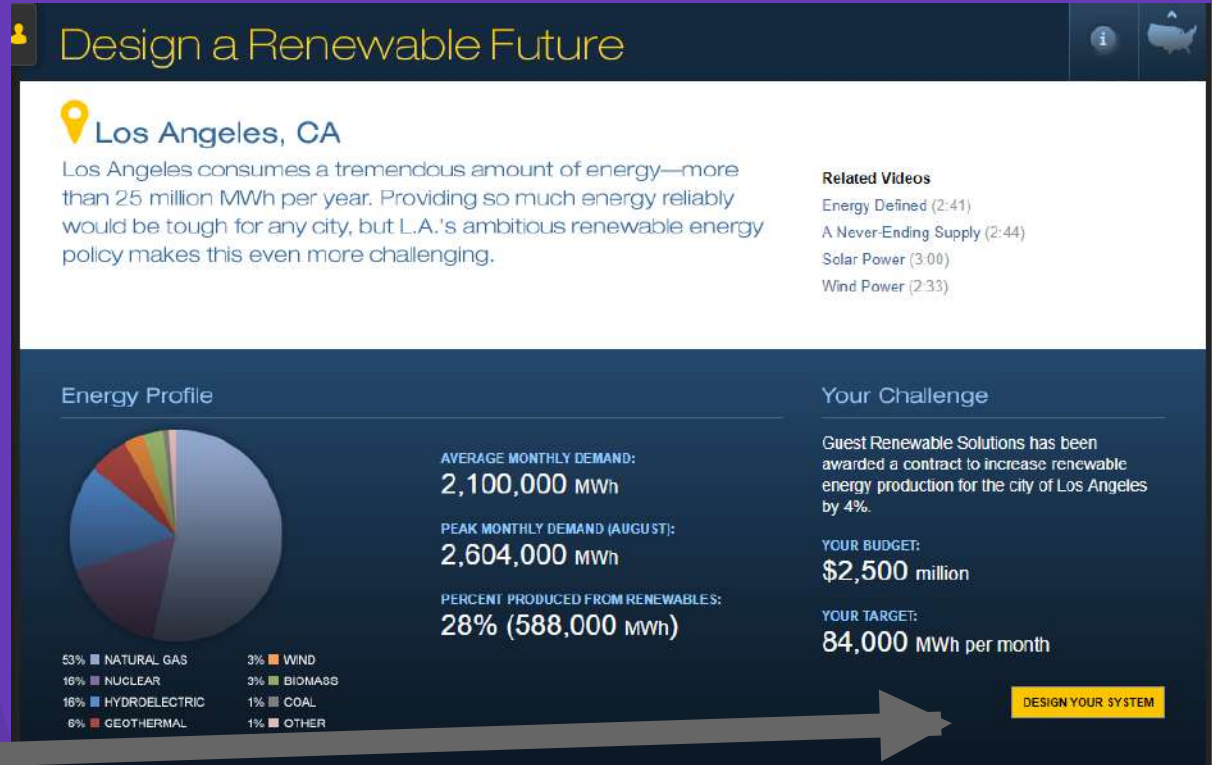 Design a Renewable Future
i
Los Angeles, CA
Los Angeles consumes a tremendous amount of energy—more
than 25 million MWh per year. Providing so much energy reliably
would be tough for any city, but L.A.'s ambitious renewable energy
policy makes this even more challenging.
Related Videos
Energy Defined (2:41)
A Never-Ending Supply (2:44)
Solar Power (3:00)
Wind Power (2:33)
Energy Profile
53% NATURAL GAS
16% NUCLEAR
16% HYDROELECTRIC
6% GEOTHERMAL
3% WIND
3% BIOMASS
1% COAL
1% OTHER
AVERAGE MONTHLY DEMAND:
2,100,000 MWh
PEAK MONTHLY DEMAND (AUGUST):
2,604,000 MWh
PERCENT PRODUCED FROM RENEWABLES:
28% (588,000 MWh)
Your Challenge
Guest Renewable Solutions has been
awarded a contract to increase renewable
energy production for the city of Los Angeles
by 4%.
YOUR BUDGET:
$2,500 million
YOUR TARGET:
84,000 MWh per month
DESIGN YOUR SYSTEM